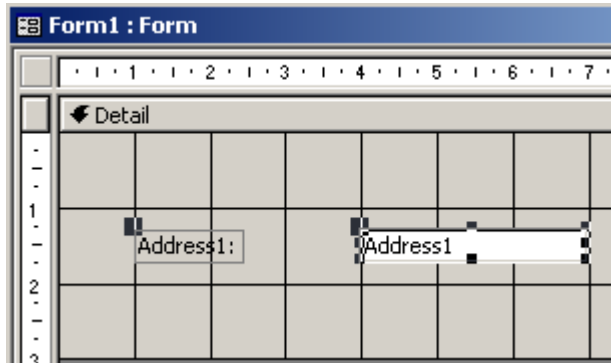 Form1 : Form
1 2 3 4 5 6 7
Detail
1
Address1: Address1
2
3